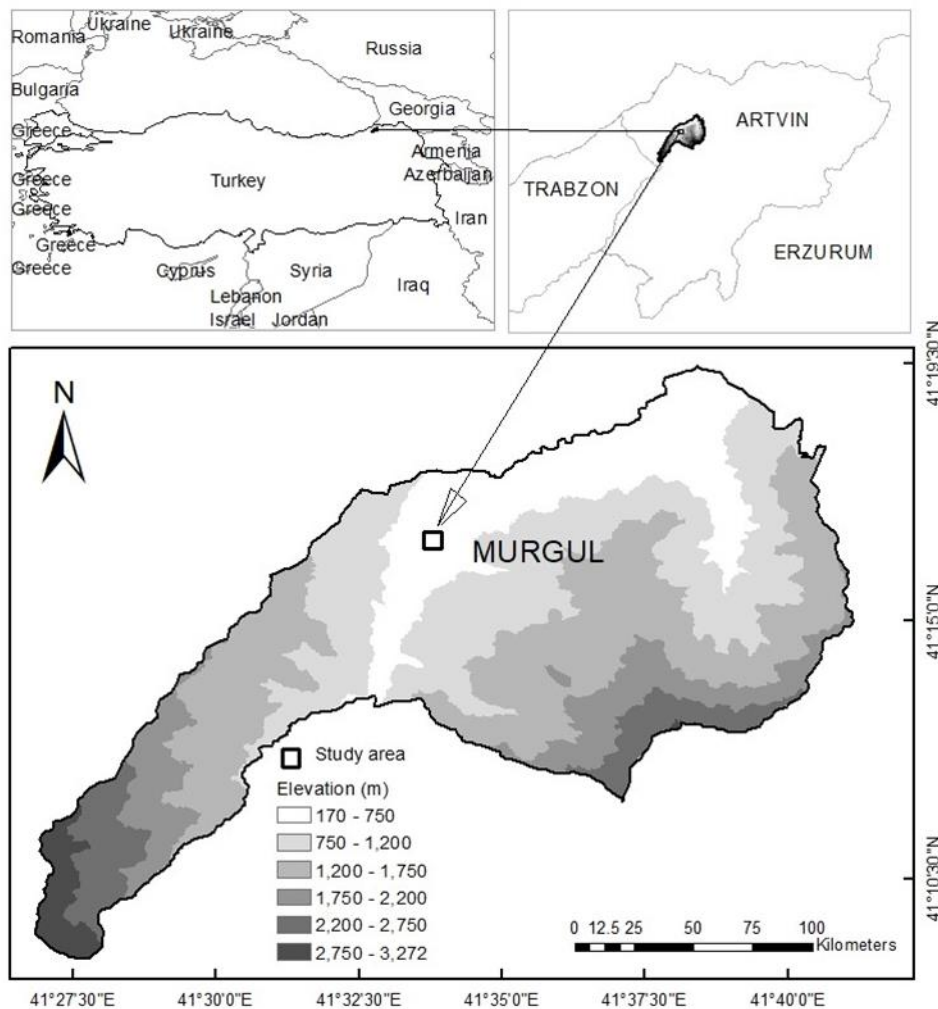 Ukraine
Ukraine
Romania
Russia
Bulgaria
Georgia
Greece
Armenia
Azerbaijan
Greece
Turkey
Greece
Iran
Greece
Greece
Cyprus
Syria
Iraq
Lebanon
Israel
Jordan
ARTVIN
TRABZON
ERZURUM
N
MURGUL
Study area
Elevation (m)
170 - 750
750 - 1,200
1,200 - 1,750
1,750 - 2,200
2,200 - 2,750
2,750 - 3,272
0 12.5 25 50 75 100
Kilometers
41°19'30"N
41°15'0"N
41°10'30"N
41°27'30"E 41°30'0"E 41°32'30"E 41°35'0"E 41°37'30"E 41°40'0"E